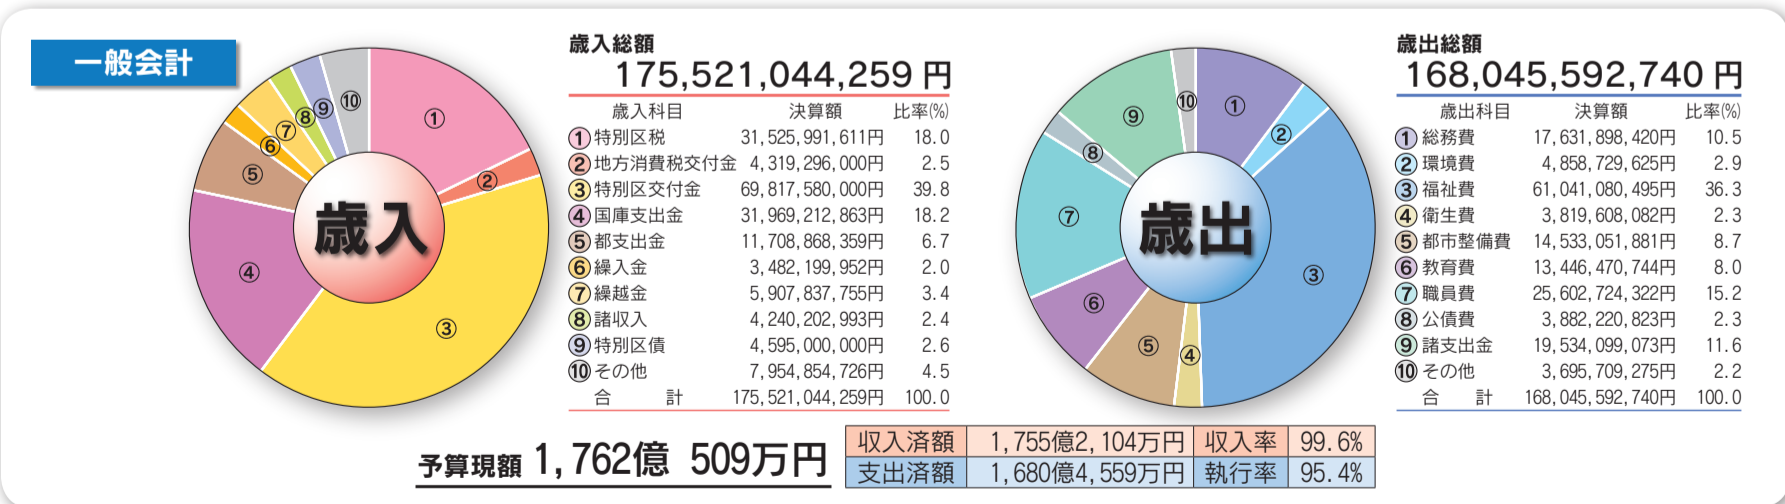 一般会計
歳入
① ② ③ ④ ⑤ ⑥ ⑦ ⑧ ⑨ ⑩
歳入総額
175,521,044,259 円
歳入科目 決算額 比率(%)
① 特別区税 31,525,991,611円 18.0
② 地方消費税交付金 4,319,296,000円 2.5
③ 特別区交付金 69,817,580,000円 39.8
④ 国庫支出金 31,969,212,863円 18.2
⑤ 都支出金 11,708,868,359円 6.7
⑥ 繰入金 3,482,199,952円 2.0
⑦ 繰越金 5,907,837,755円 3.4
⑧ 諸収入 4,240,202,993円 2.4
⑨ 特別区債 4,595,000,000円 2.6
⑩ その他 7,954,854,726円 4.5
合計 175,521,044,259円 100.0
歳出
① ② ③ ④ ⑤ ⑥ ⑦ ⑧ ⑨ ⑩
歳出総額
168,045,592,740 円
歳出科目 決算額 比率(%)
① 総務費 17,631,898,420円 10.5
② 環境費 4,858,729,625円 2.9
③ 福祉費 61,041,080,495円 36.3
④ 衛生費 3,819,608,082円 2.3
⑤ 都市整備費 14,533,051,881円 8.7
⑥ 教育費 13,446,470,744円 8.0
⑦ 職員費 25,602,724,322円 15.2
⑧ 公債費 3,882,220,823円 2.3
⑨ 諸支出金 19,534,099,073円 11.6
⑩ その他 3,695,709,275円 2.2
合計 168,045,592,740円 100.0
予算現額 1,762億 509万円
収入済額 1,755億2,104万円 収入率 99.6%
支出済額 1,680億4,559万円 執行率 95.4%